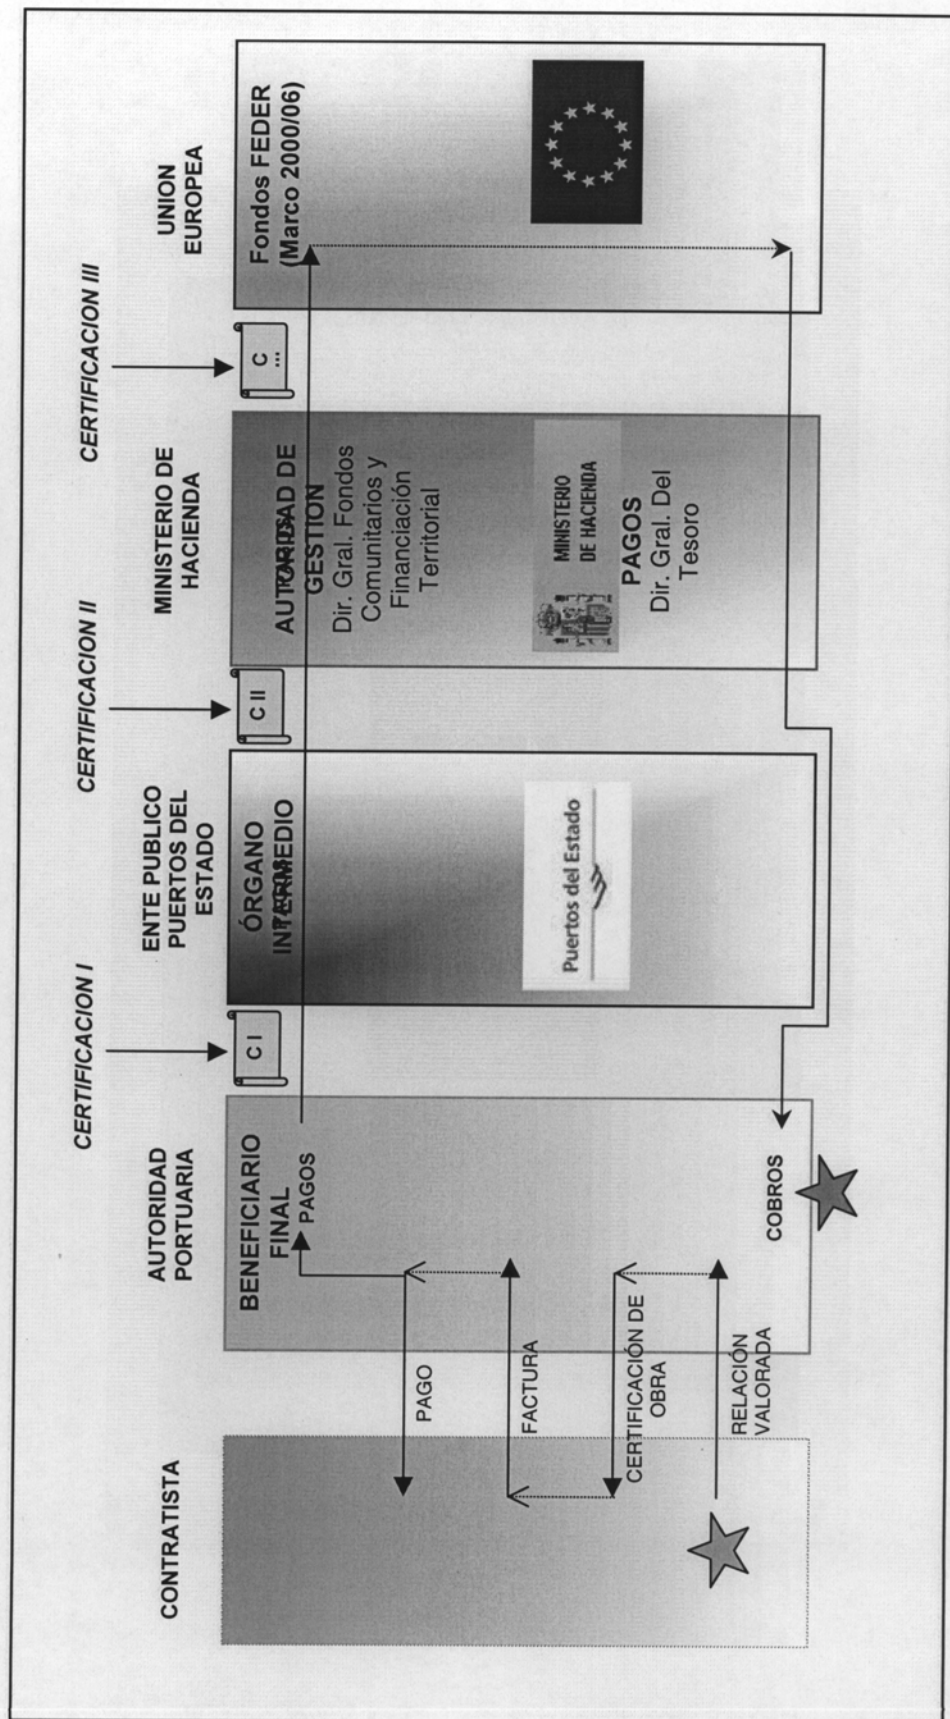 CERTIFICACION I
CERTIFICACION II
CERTIFICACION III
CONTRATISTA
AUTORIDAD
PORTUARIA
ENTE PUBLICO
PUERTOS DEL
ESTADO
MINISTERIO DE
HACIENDA
UNION
EUROPEA
C I
C II
C
...
BENEFICIARIO
FINAL
PAGOS
ÓRGANO
INTERMEDIO
AUTORIDAD DE
GESTION
Dir. Gral. Fondos
Comunitarios y
Financiación
Territorial
Fondos FEDER
(Marco 2000/06)
PAGO
FACTURA
CERTIFICACIÓN DE
OBRA
RELACIÓN
VALORADA
COBROS
Puertos del Estado
MINISTERIO
DE HACIENDA
PAGOS
Dir. Gral. Del
Tesoro